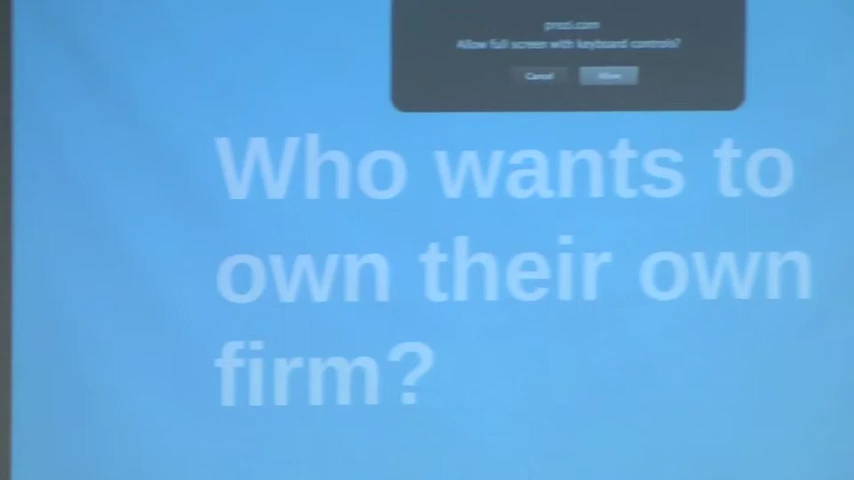 prezi.com
Allow full screen with keyboard controls?
Cancel Allow
Who wants to
own their own
firm?